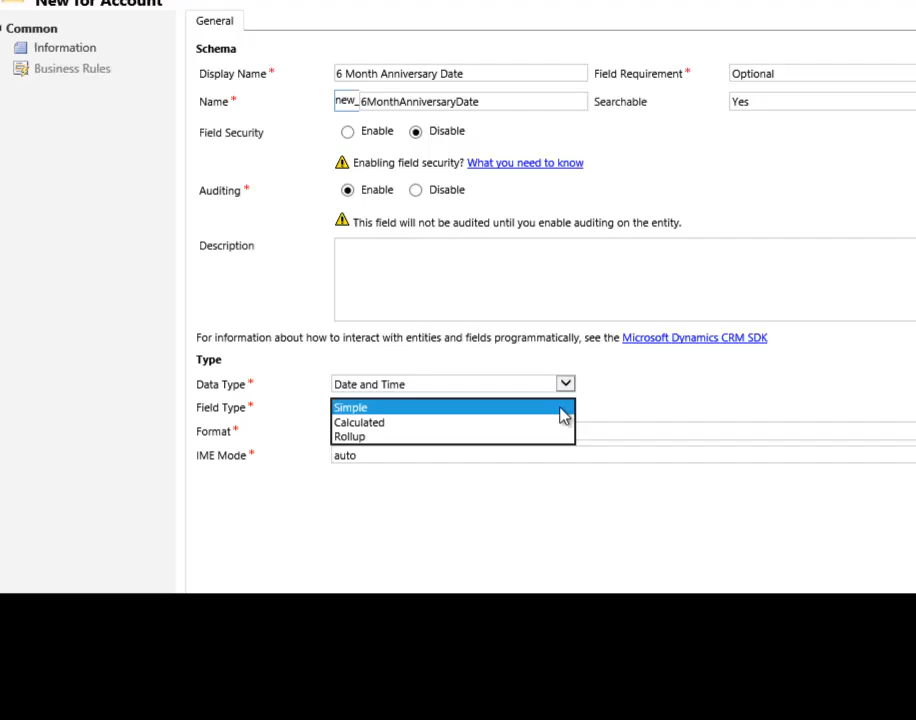 New for Account
Common
Information
Business Rules
General
Schema
Display Name * 6 Month Anniversary Date Field Requirement * Optional
Name * new_ 6MonthAnniversaryDate Searchable Yes
Field Security Enable Disable
Enabling field security? What you need to know
Auditing * Enable Disable
This field will not be audited until you enable auditing on the entity.
Description
For information about how to interact with entities and fields programmatically, see the Microsoft Dynamics CRM SDK
Type
Data Type * Date and Time
Field Type * Simple
Calculated
Format *
Rollup
IME Mode * auto